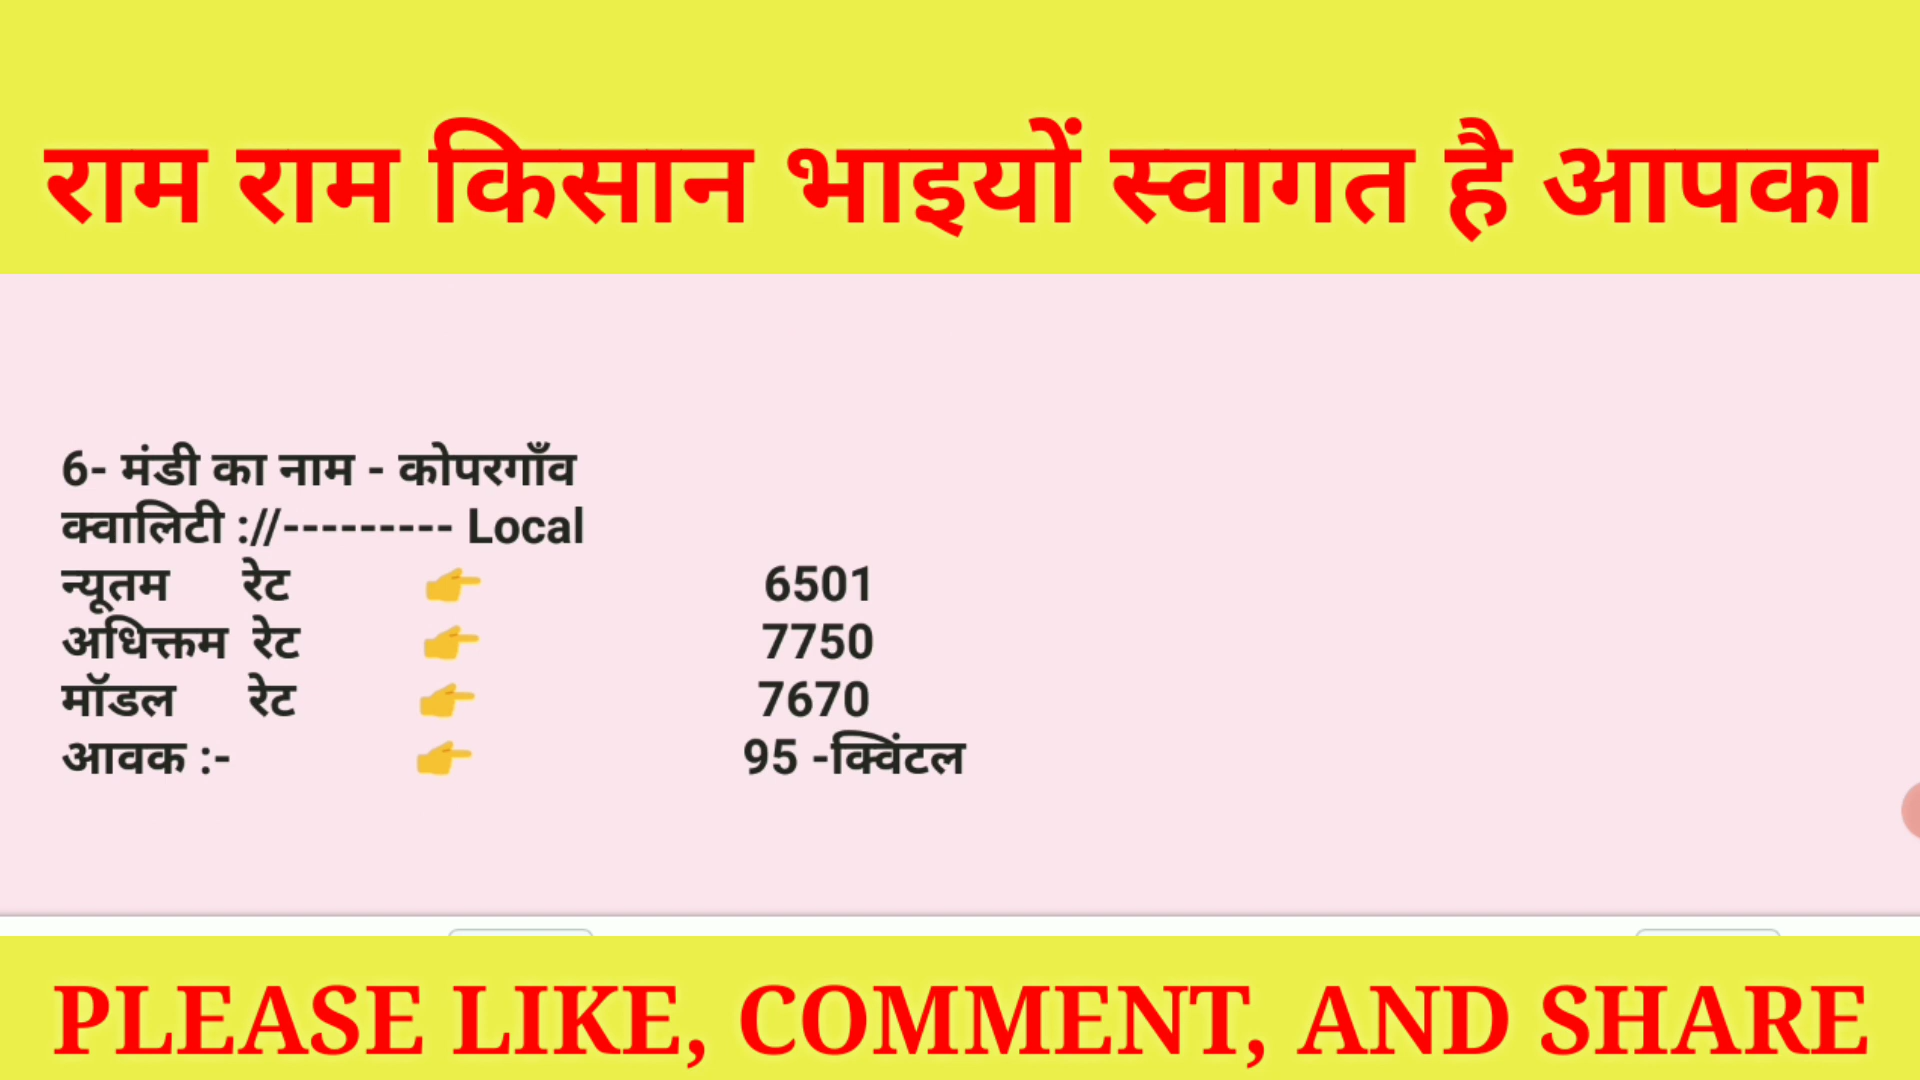 राम राम किसान भाइयों स्वागत है आपका
6- मंडी का नाम - कोपरगाँव
क्वालिटी ://--------- Local
न्यूतम रेट 👉 6501
अधिक्तम रेट 👉 7750
मॉडल रेट 👉 7670
आवक :- 👉 95 -क्विंटल
PLEASE LIKE, COMMENT, AND SHARE